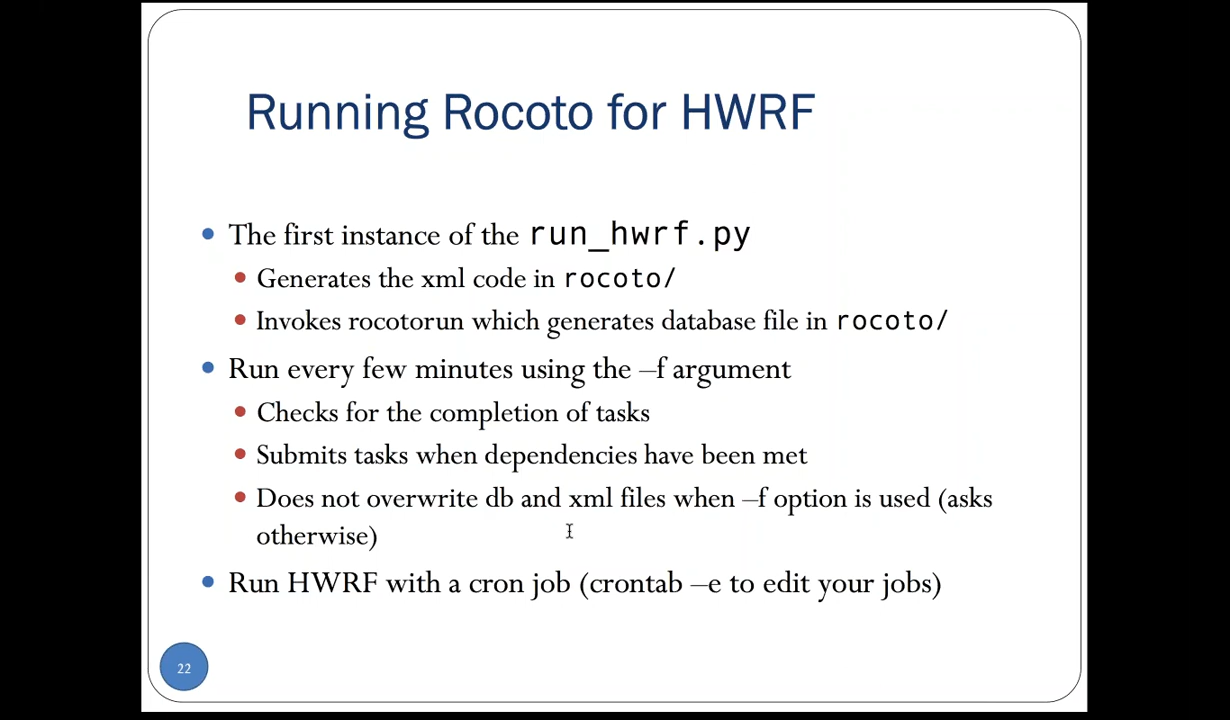 Running Rocoto for HWRF
• The first instance of the run_hwrf.py
• Generates the xml code in rocoto/
• Invokes rocotorun which generates database file in rocoto/
• Run every few minutes using the –f argument
• Checks for the completion of tasks
• Submits tasks when dependencies have been met
• Does not overwrite db and xml files when –f option is used (asks
otherwise)
• Run HWRF with a cron job (crontab –e to edit your jobs)
22